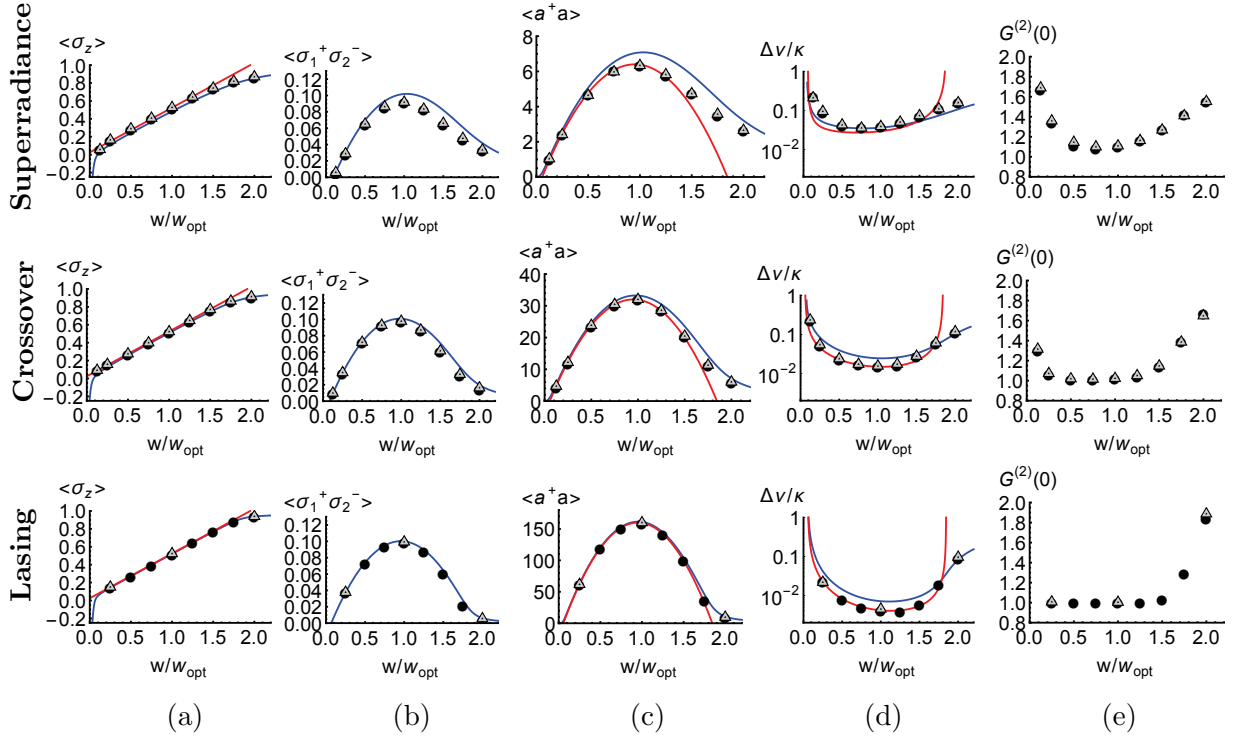 Superradiance
<σz>
1.0
0.8
0.6
0.4
0.2
0.0
−0.2
0.0 0.5 1.0 1.5 2.0
w/wopt
<σ1+σ2−>
0.12
0.10
0.08
0.06
0.04
0.02
0.00
0.0 0.5 1.0 1.5 2.0
w/wopt
<a+a>
8
6
4
2
0
0.0 0.5 1.0 1.5 2.0
w/wopt
Δν/κ
1
0.1
10−2
0.0 0.5 1.0 1.5 2.0
w/wopt
G(2)(0)
2.0
1.8
1.6
1.4
1.2
1.0
0.8
0.0 0.5 1.0 1.5 2.0
w/wopt
Crossover
<σz>
1.0
0.8
0.6
0.4
0.2
0.0
−0.2
0.0 0.5 1.0 1.5 2.0
w/wopt
<σ1+σ2−>
0.12
0.10
0.08
0.06
0.04
0.02
0.00
0.0 0.5 1.0 1.5 2.0
w/wopt
<a+a>
40
30
20
10
0
0.0 0.5 1.0 1.5 2.0
w/wopt
Δν/κ
1
0.1
10−2
0.0 0.5 1.0 1.5 2.0
w/wopt
G(2)(0)
2.0
1.8
1.6
1.4
1.2
1.0
0.8
0.0 0.5 1.0 1.5 2.0
w/wopt
Lasing
<σz>
1.0
0.8
0.6
0.4
0.2
0.0
−0.2
0.0 0.5 1.0 1.5 2.0
w/wopt
<σ1+σ2−>
0.12
0.10
0.08
0.06
0.04
0.02
0.00
0.0 0.5 1.0 1.5 2.0
w/wopt
<a+a>
150
100
50
0
0.0 0.5 1.0 1.5 2.0
w/wopt
Δν/κ
1
0.1
10−2
0.0 0.5 1.0 1.5 2.0
w/wopt
G(2)(0)
2.0
1.8
1.6
1.4
1.2
1.0
0.8
0.0 0.5 1.0 1.5 2.0
w/wopt
(a) (b) (c) (d) (e)